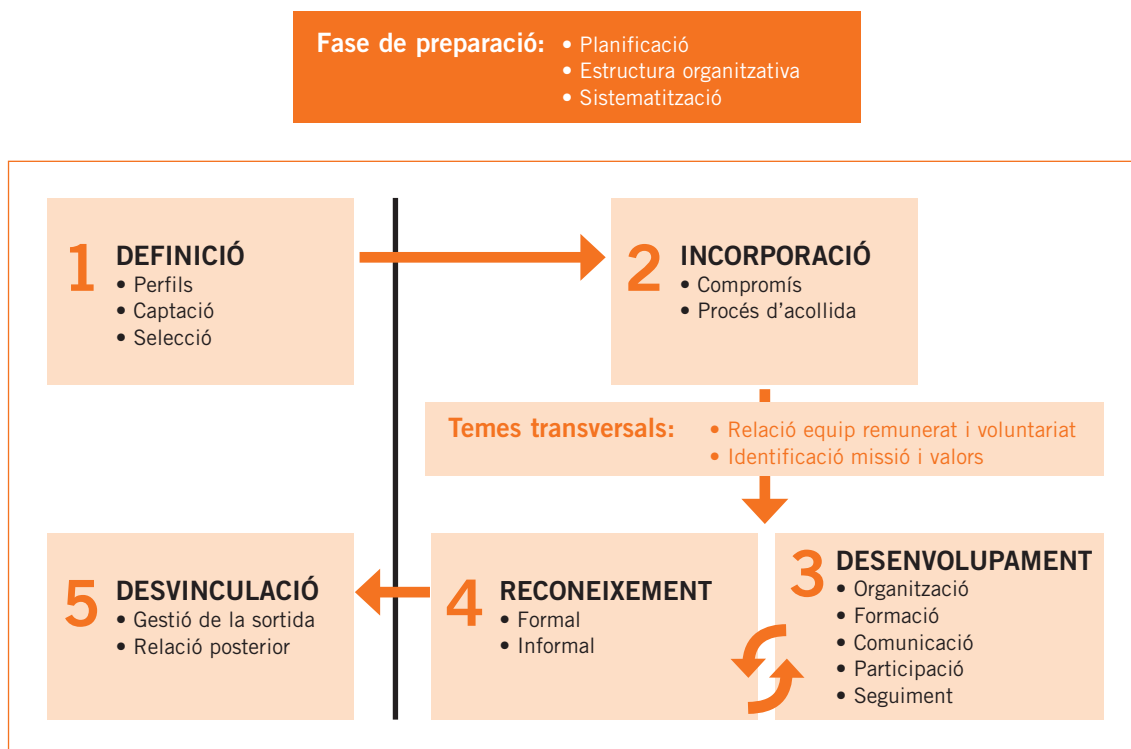 Fase de preparació: • Planificació
• Estructura organitzativa
• Sistematització
1 DEFINICIÓ
• Perfils
• Captació
• Selecció
2 INCORPORACIÓ
• Compromís
• Procés d'acollida
Temes transversals: • Relació equip remunerat i voluntariat
• Identificació missió i valors
3 DESENVOLUPAMENT
• Organització
• Formació
• Comunicació
• Participació
• Seguiment
4 RECONEIXEMENT
• Formal
• Informal
5 DESVINCULACIÓ
• Gestió de la sortida
• Relació posterior